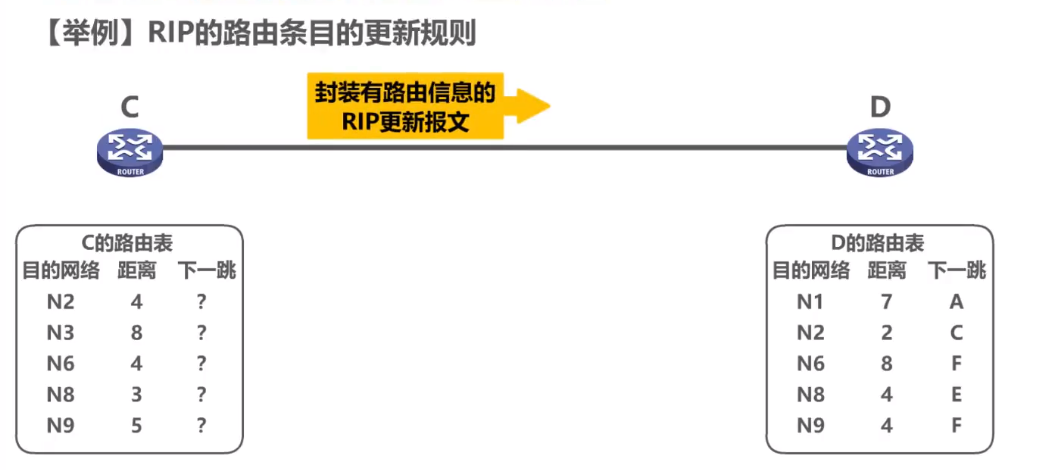 【举例】RIP的路由条目的更新规则
封装有路由信息的
RIP更新报文
C
D
ROUTER
ROUTER
C的路由表
目的网络 距离 下一跳
N2 4 ?
N3 8 ?
N6 4 ?
N8 3 ?
N9 5 ?
D的路由表
目的网络 距离 下一跳
N1 7 A
N2 2 C
N6 8 F
N8 4 E
N9 4 F